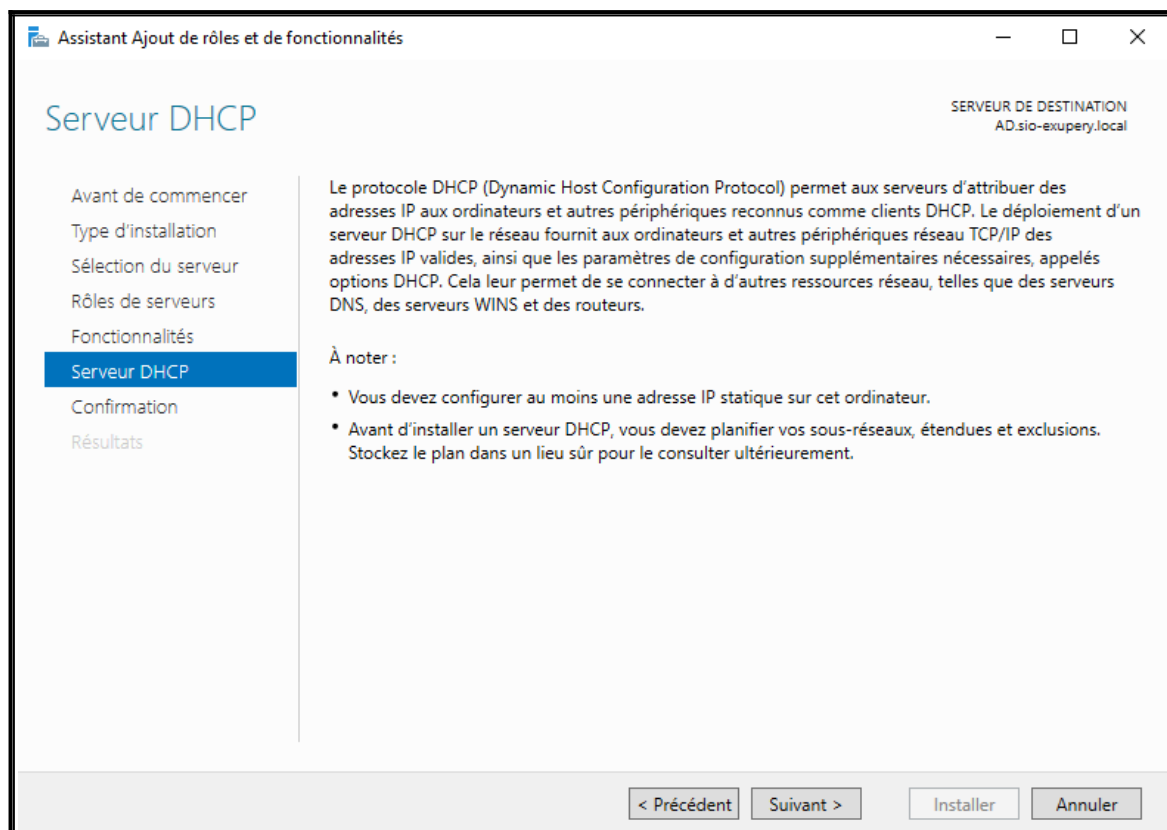 Assistant Ajout de rôles et de fonctionnalités
Serveur DHCP
SERVEUR DE DESTINATION
AD.sio-exupery.local
Avant de commencer
Type d'installation
Sélection du serveur
Rôles de serveurs
Fonctionnalités
Serveur DHCP
Confirmation
Résultats
Le protocole DHCP (Dynamic Host Configuration Protocol) permet aux serveurs d'attribuer des
adresses IP aux ordinateurs et autres périphériques reconnus comme clients DHCP. Le déploiement d'un
serveur DHCP sur le réseau fournit aux ordinateurs et autres périphériques réseau TCP/IP des
adresses IP valides, ainsi que les paramètres de configuration supplémentaires nécessaires, appelés
options DHCP. Cela leur permet de se connecter à d'autres ressources réseau, telles que des serveurs
DNS, des serveurs WINS et des routeurs.
À noter :
• Vous devez configurer au moins une adresse IP statique sur cet ordinateur.
• Avant d'installer un serveur DHCP, vous devez planifier vos sous-réseaux, étendues et exclusions.
Stockez le plan dans un lieu sûr pour le consulter ultérieurement.
< Précédent
Suivant >
Installer
Annuler